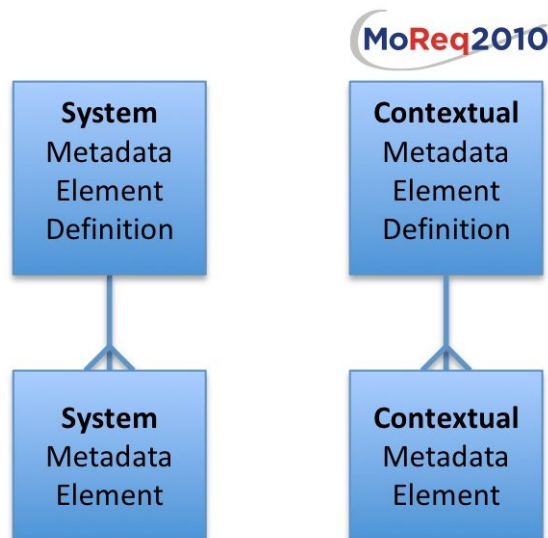 MoReq2010
System
Metadata
Element
Definition
Contextual
Metadata
Element
Definition
System
Metadata
Element
Contextual
Metadata
Element